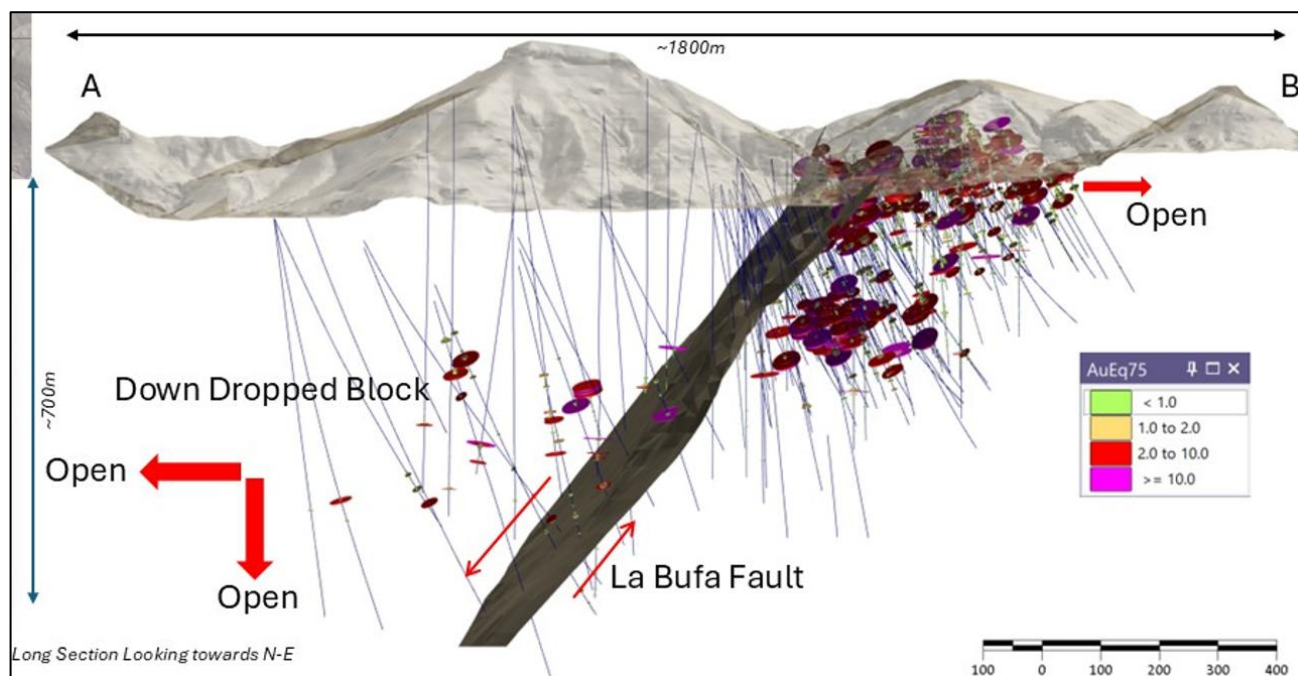 ~1800m
A
B
Open
Down Dropped Block
~700m
AuEq75
< 1.0
1.0 to 2.0
2.0 to 10.0
>= 10.0
Open
Open
La Bufa Fault
Long Section Looking towards N-E
100 0 100 200 300 400